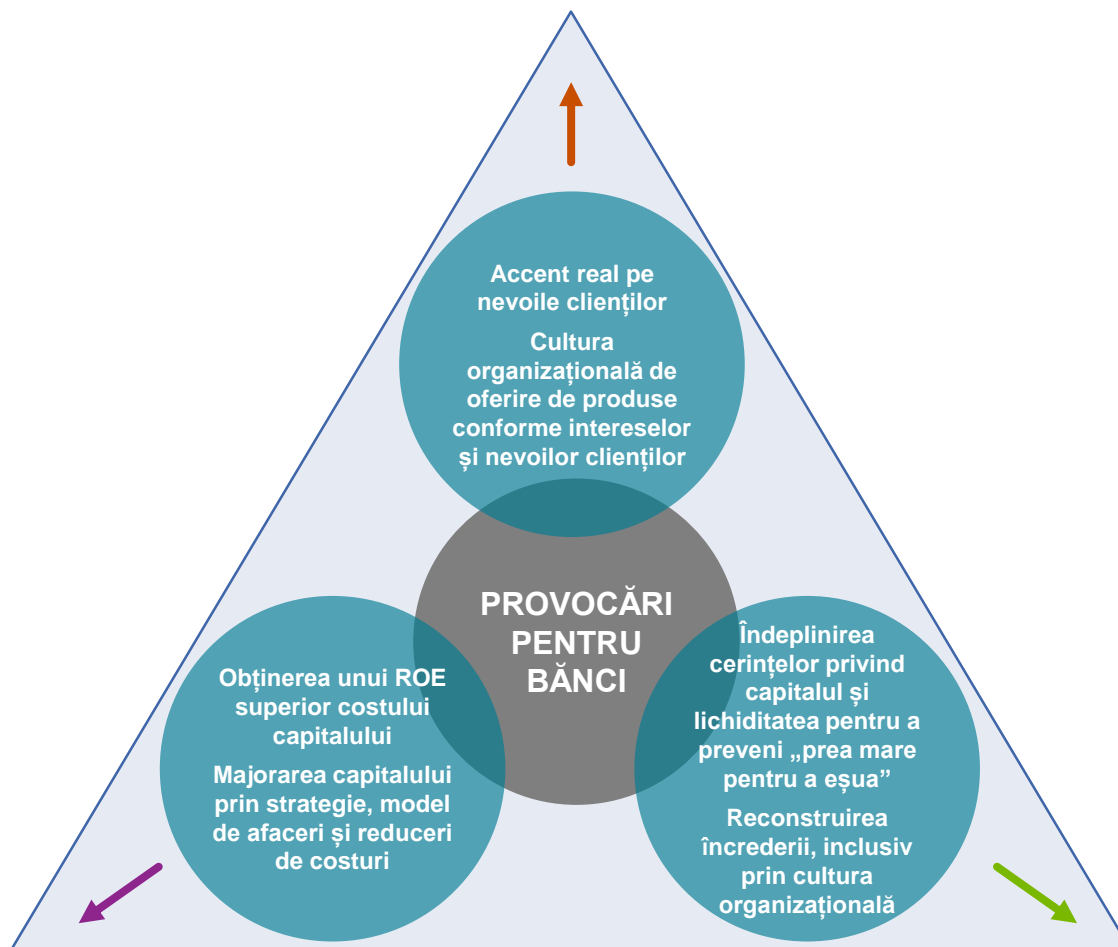 Accent real pe
nevoile clienților
Cultura
organizațională de
oferire de produse
conforme intereselor
și nevoilor clienților
PROVOCĂRI
PENTRU
BĂNCI
Obținerea unui ROE
superior costului
capitalului
Majorarea capitalului
prin strategie, model
de afaceri și reduceri
de costuri
Îndeplinirea
cerințelor privind
capitalul și
lichiditatea pentru a
preveni „prea mare
pentru a eșua”
Reconstruirea
încrederii, inclusiv
prin cultura
organizațională